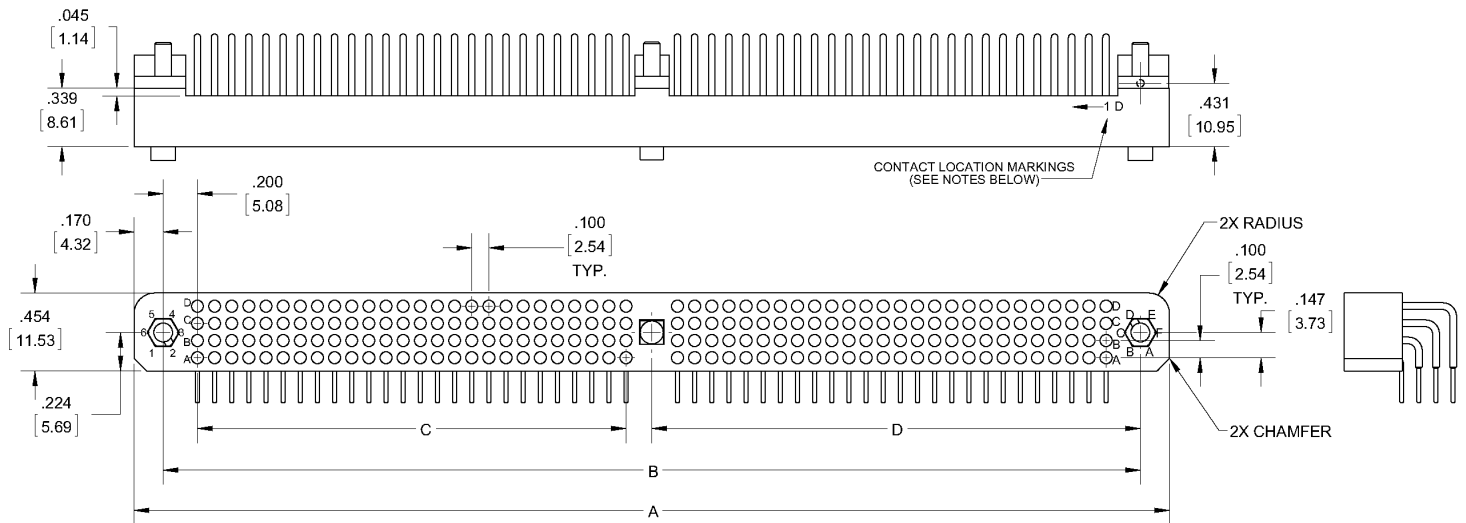 .045
[1.14]
.339
[8.61]
1 D
.431
[10.95]
CONTACT LOCATION MARKINGS
(SEE NOTES BELOW)
.200
[5.08]
.170
[4.32]
.100
[2.54]
TYP.
2X RADIUS
.100
[2.54]
TYP.
.147
[3.73]
.454
[11.53]
.224
[5.69]
5 4
6 3
1 2
D
C
B
A
D
C
B
A
D E
C F
B A
C
D
B
A
2X CHAMFER